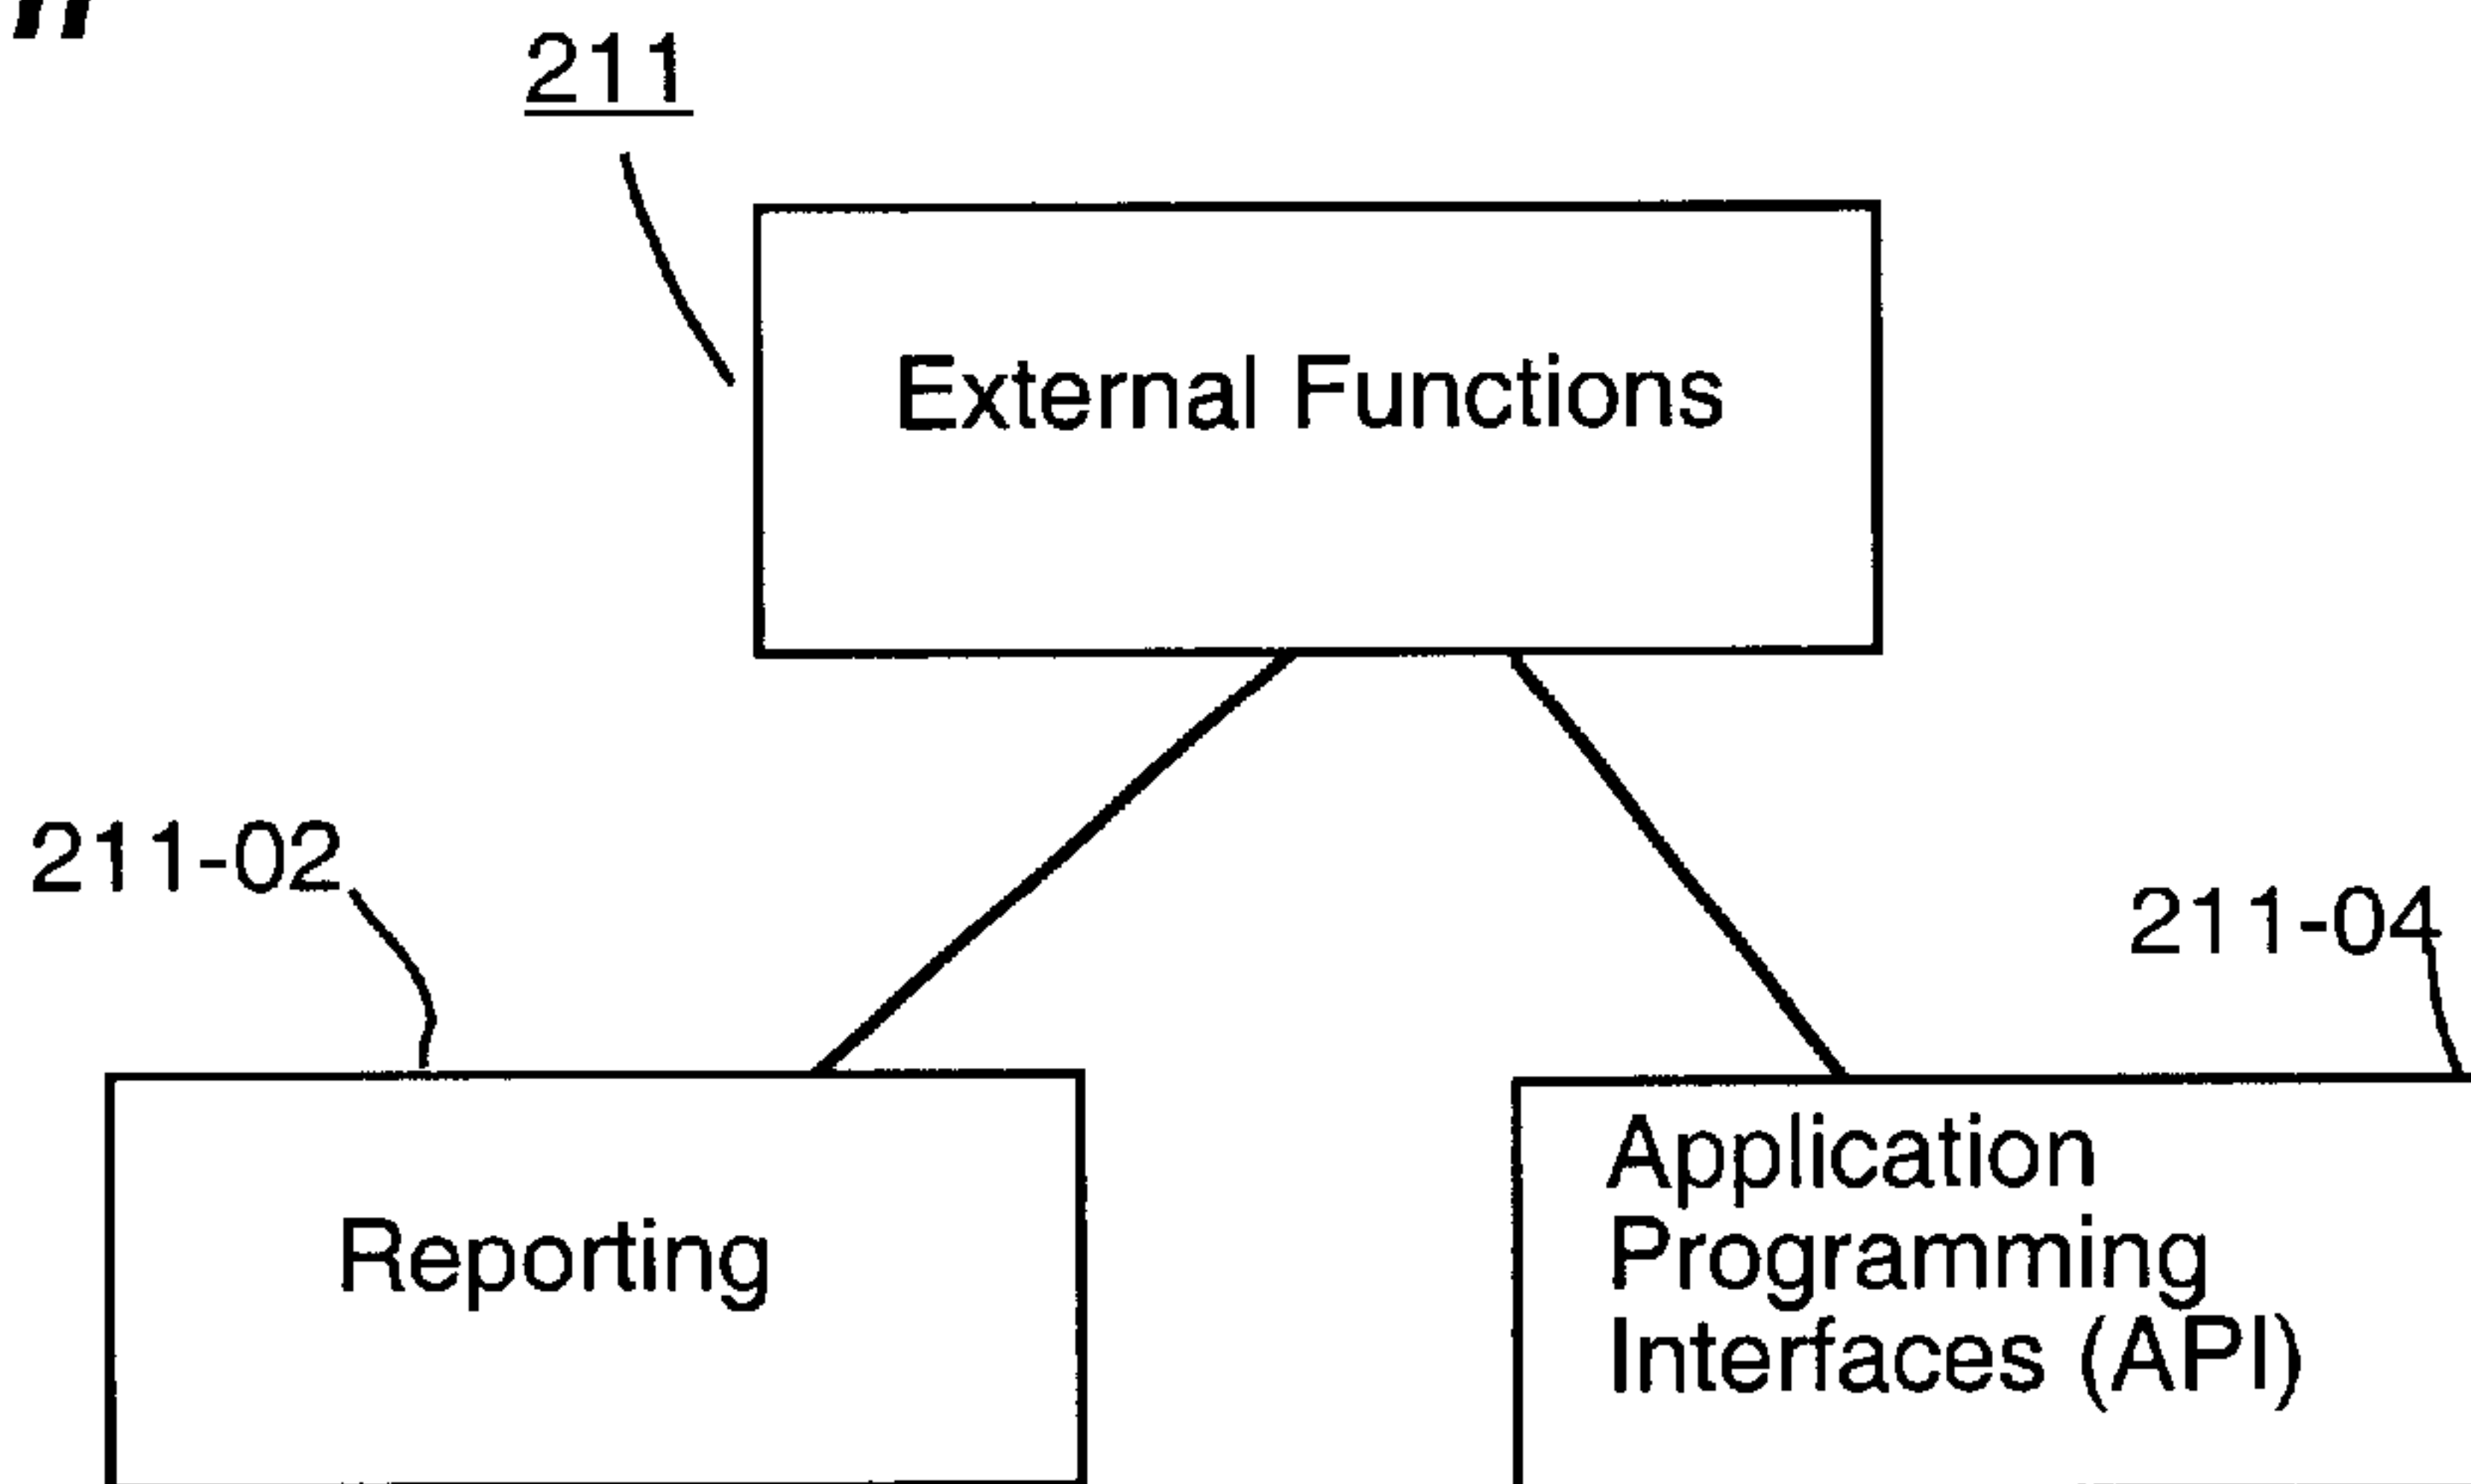 211
External Functions
211-02
211-04
Reporting
Application
Programming
Interfaces (API)